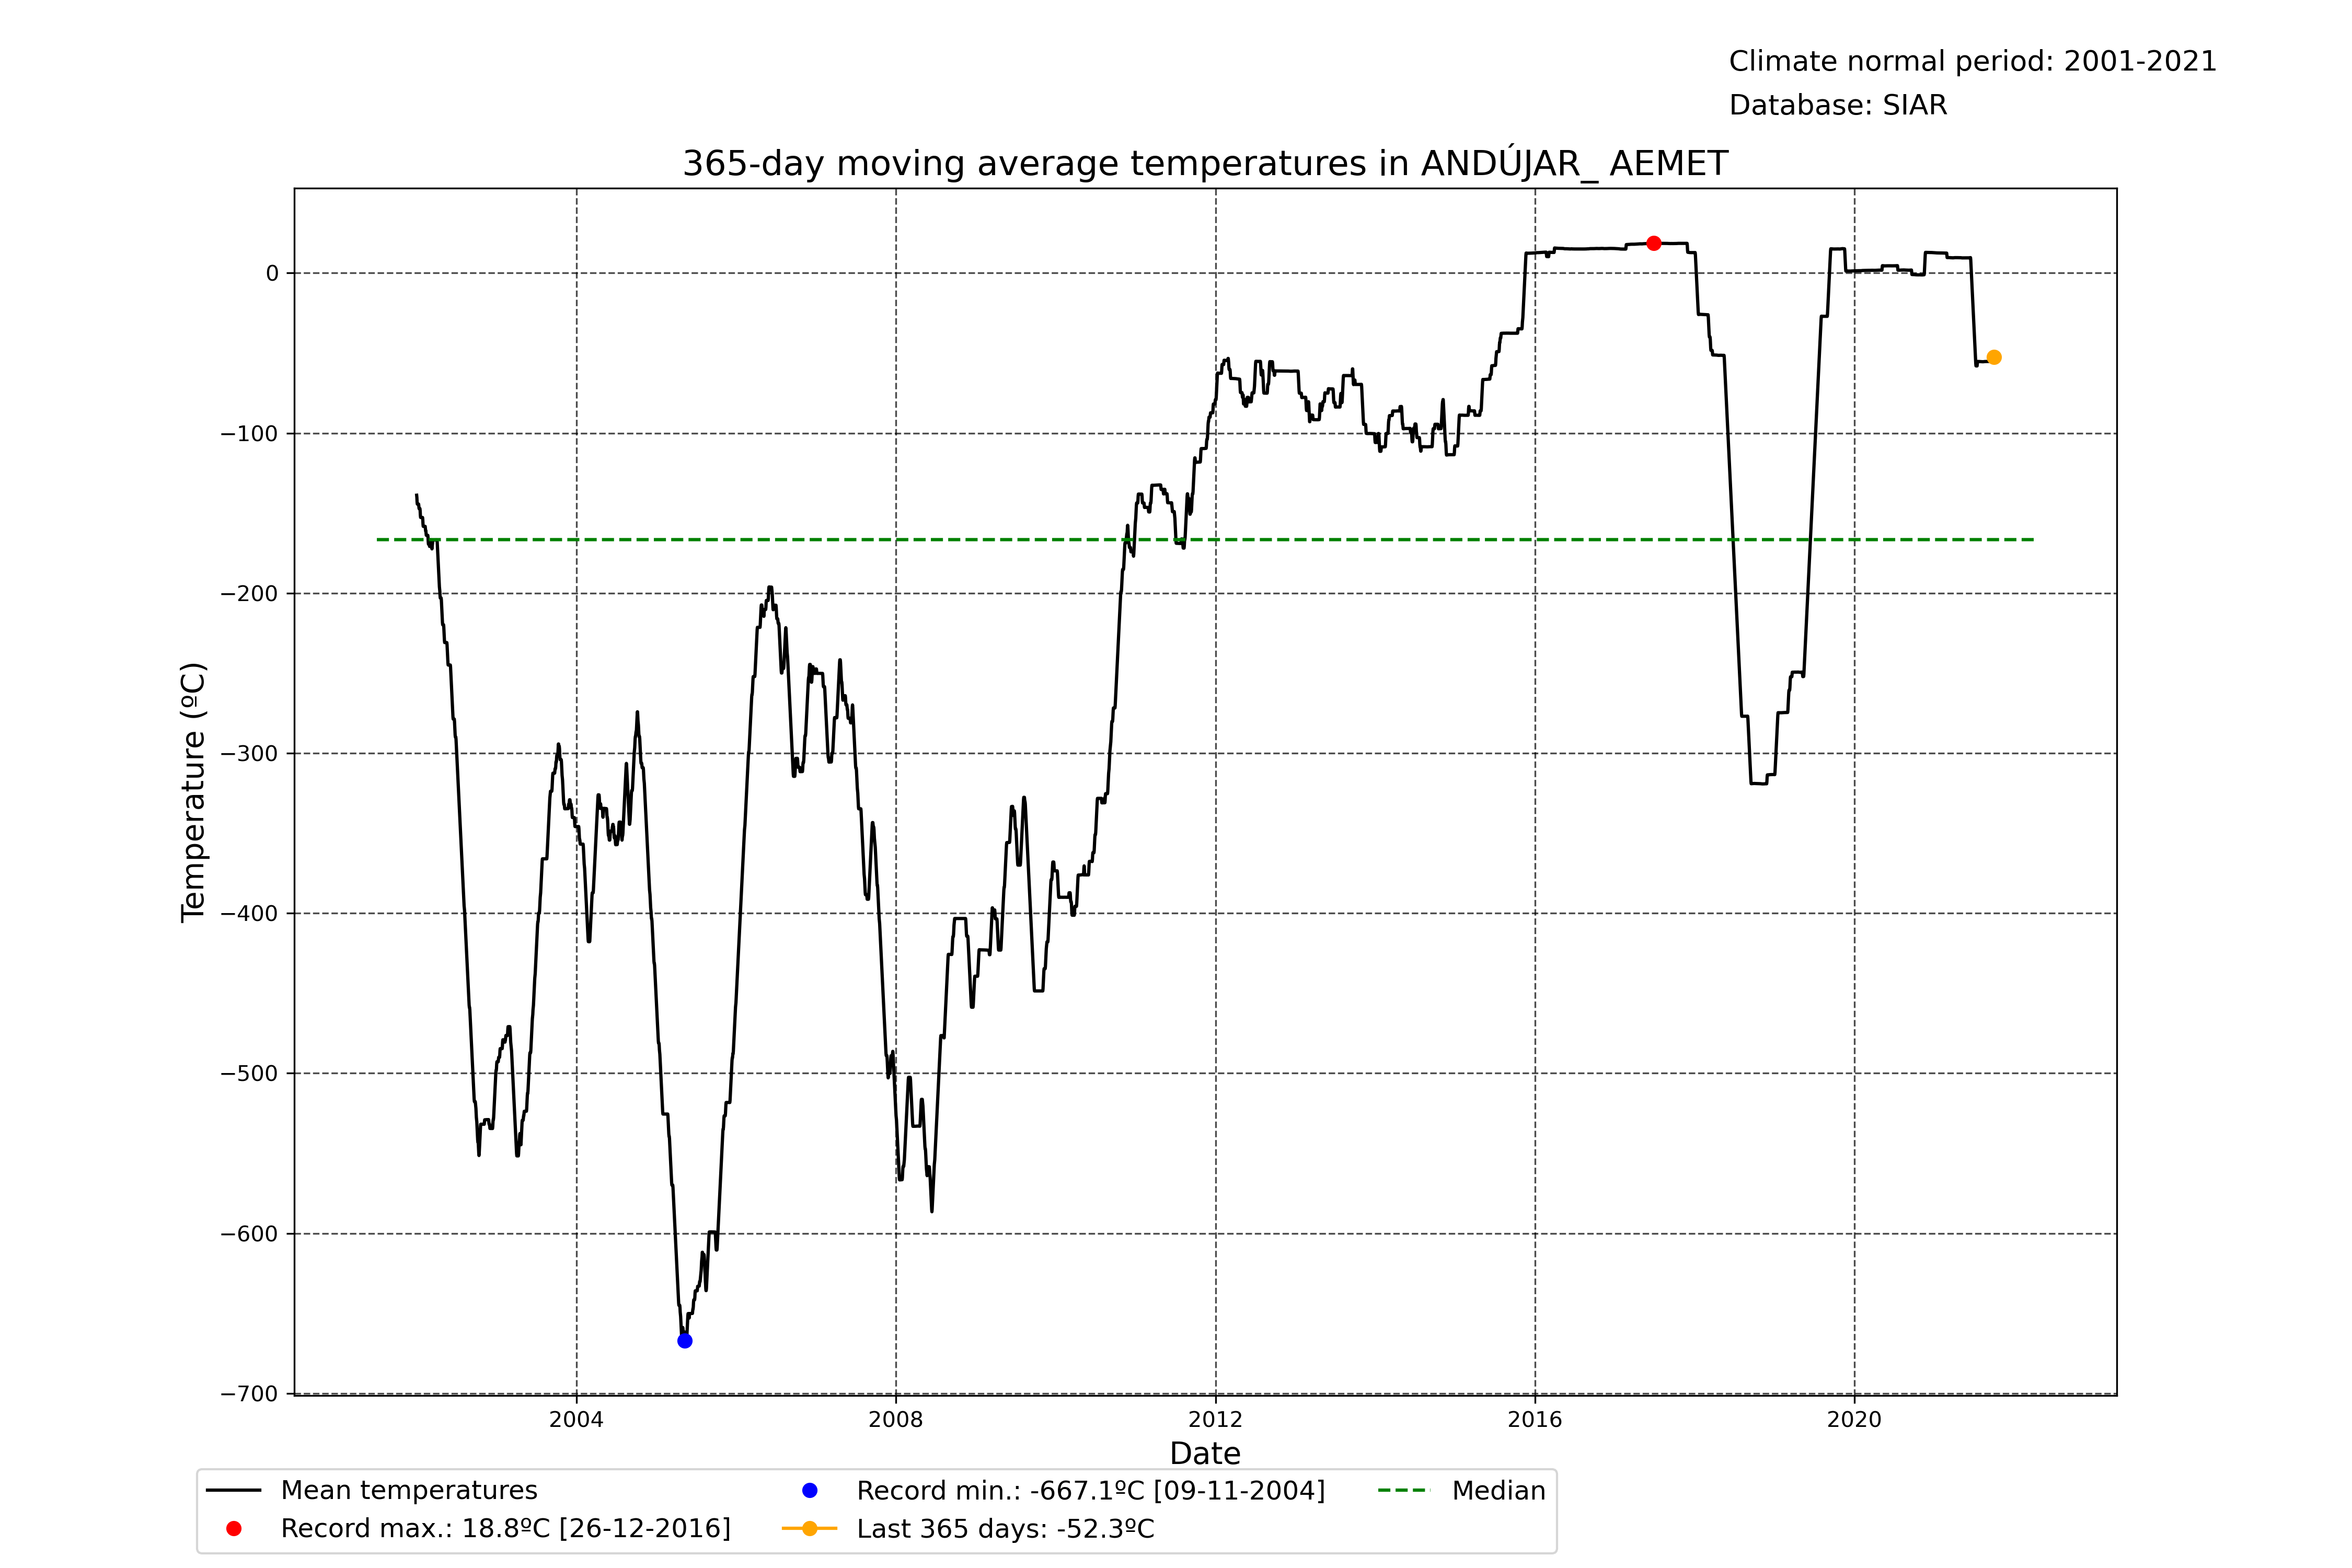 Climate normal period: 2001-2021
Database: SIAR
365-day moving average temperatures in ANDÚJAR_ AEMET
Temperature (ºC)
0
−100
−200
−300
−400
−500
−600
−700
2004 2008 2012 2016 2020
Date
Mean temperatures
Record max.: 18.8ºC [26-12-2016]
Record min.: -667.1ºC [09-11-2004]
Last 365 days: -52.3ºC
Median